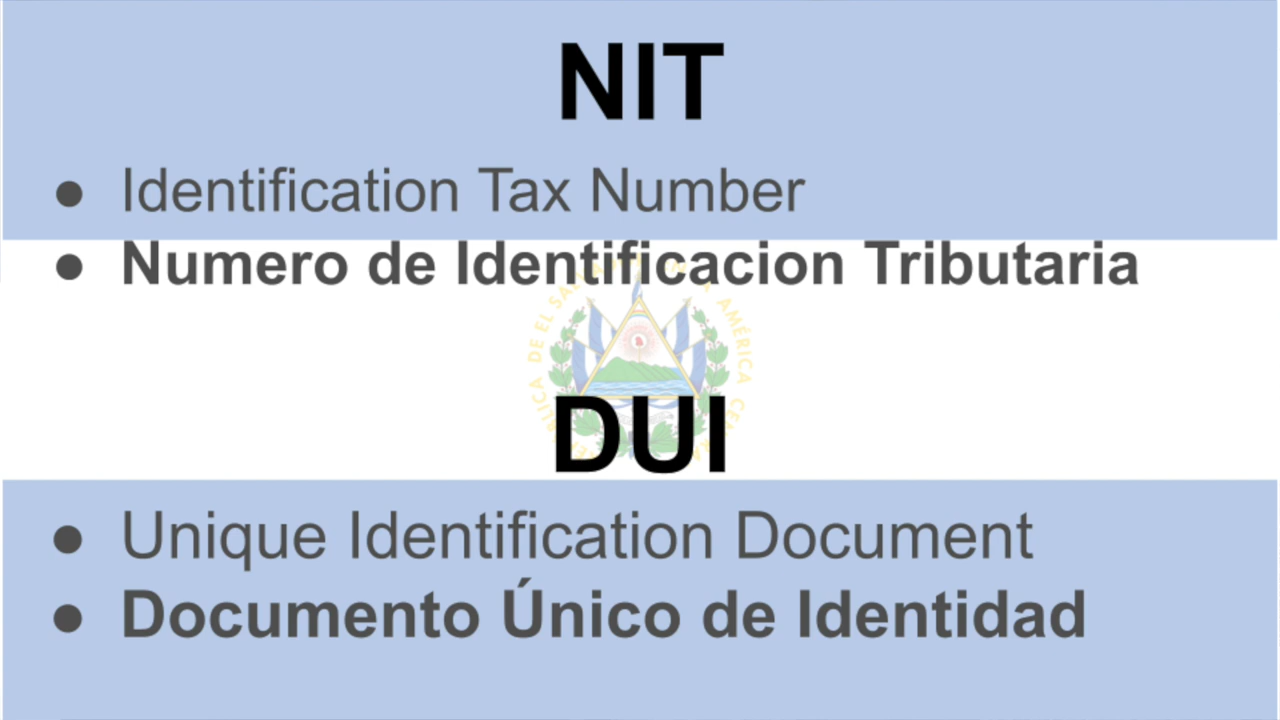 NIT
● Identification Tax Number
● Numero de Identificacion Tributaria
DUI
● Unique Identification Document
● Documento Único de Identidad